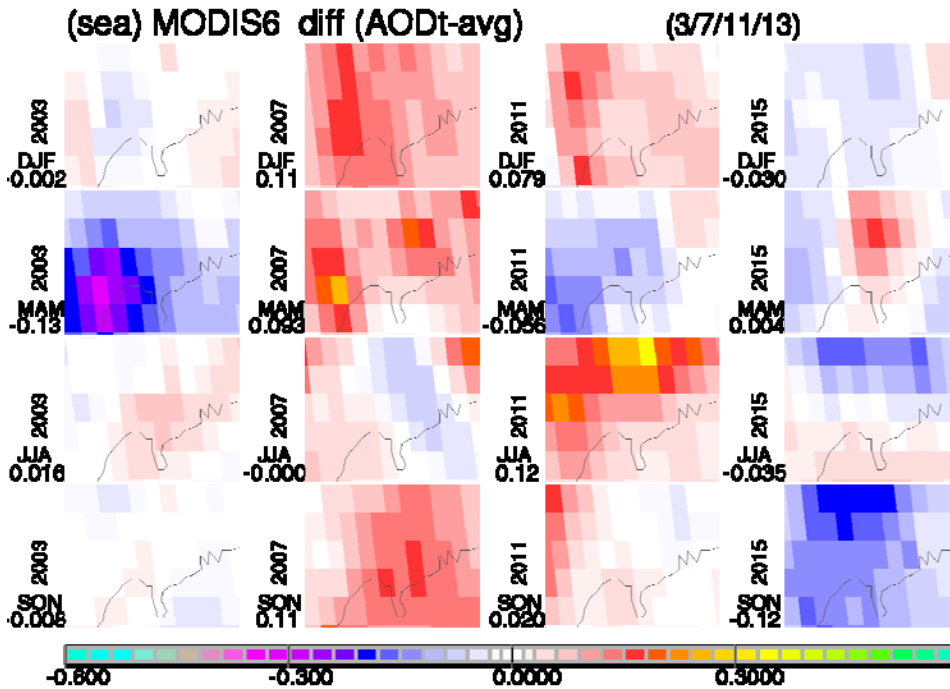 (sea) MODIS6 diff (AODt-avg) (3/7/11/13)
DJF 2003
-0.002
DJF 2007
0.11
DJF 2011
0.079
DJF 2015
-0.030
MAM 2003
-0.13
MAM 2007
0.093
MAM 2011
-0.056
MAM 2015
0.004
JJA 2003
0.016
JJA 2007
-0.000
JJA 2011
0.12
JJA 2015
-0.035
SON 2003
-0.008
SON 2007
0.11
SON 2011
0.020
SON 2015
-0.12
-0.600 -0.300 0.0000 0.3000